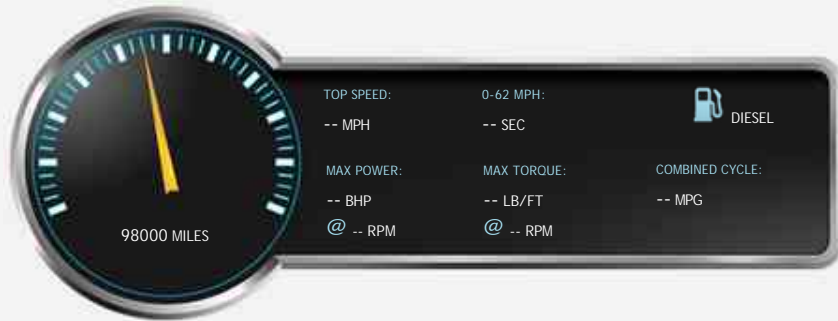 TOP SPEED:
0-62 MPH:
-- MPH
-- SEC
DIESEL
MAX POWER:
MAX TORQUE:
COMBINED CYCLE:
-- BHP
-- LB/FT
-- MPG
@ -- RPM
@ -- RPM
98000 MILES